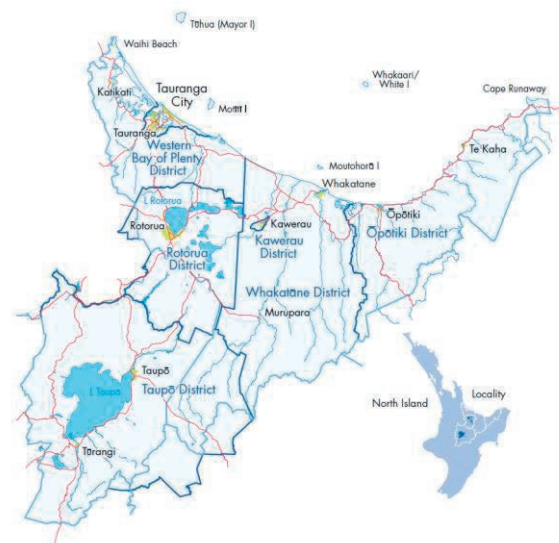 Tūhua (Mayor I)
Waihi Beach
Katikati
Tauranga
City
Motītī I
Whakaari/
White I
Cape Runaway
Tauranga
Western
Bay of Plenty
District
Te Kaha
Moutohorā I
Whakatane
L Rotorua
Rotorua
Kawerau
Ōpōtiki
Rotorua
District
Kawerau
District
Ōpōtiki District
Whakatāne District
Murupara
Taupō
L Taupo
Taupō District
North Island
Locality
Tūrangi